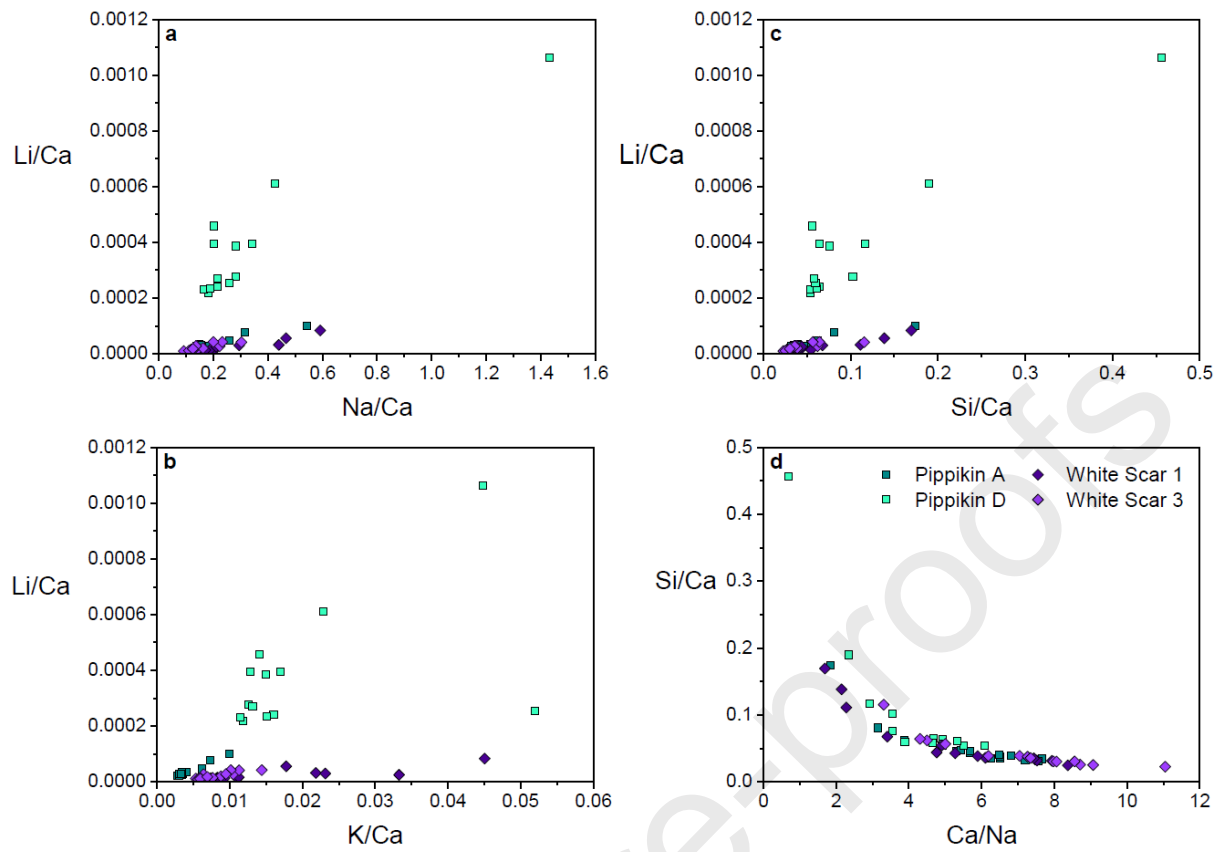 0.0012
a
0.0010
0.0008
Li/Ca
0.0006
0.0004
0.0002
0.0000
0.0 0.2 0.4 0.6 0.8 1.0 1.2 1.4 1.6
Na/Ca
0.0012
c
0.0010
0.0008
Li/Ca
0.0006
0.0004
0.0002
0.0000
0.0 0.1 0.2 0.3 0.4 0.5
Si/Ca
0.0012
b
0.0010
0.0008
Li/Ca
0.0006
0.0004
0.0002
0.0000
0.00 0.01 0.02 0.03 0.04 0.05 0.06
K/Ca
0.5
d
Pippikin A White Scar 1
Pippikin D White Scar 3
0.4
0.3
Si/Ca
0.2
0.1
0.0
0 2 4 6 8 10 12
Ca/Na
e-proofs